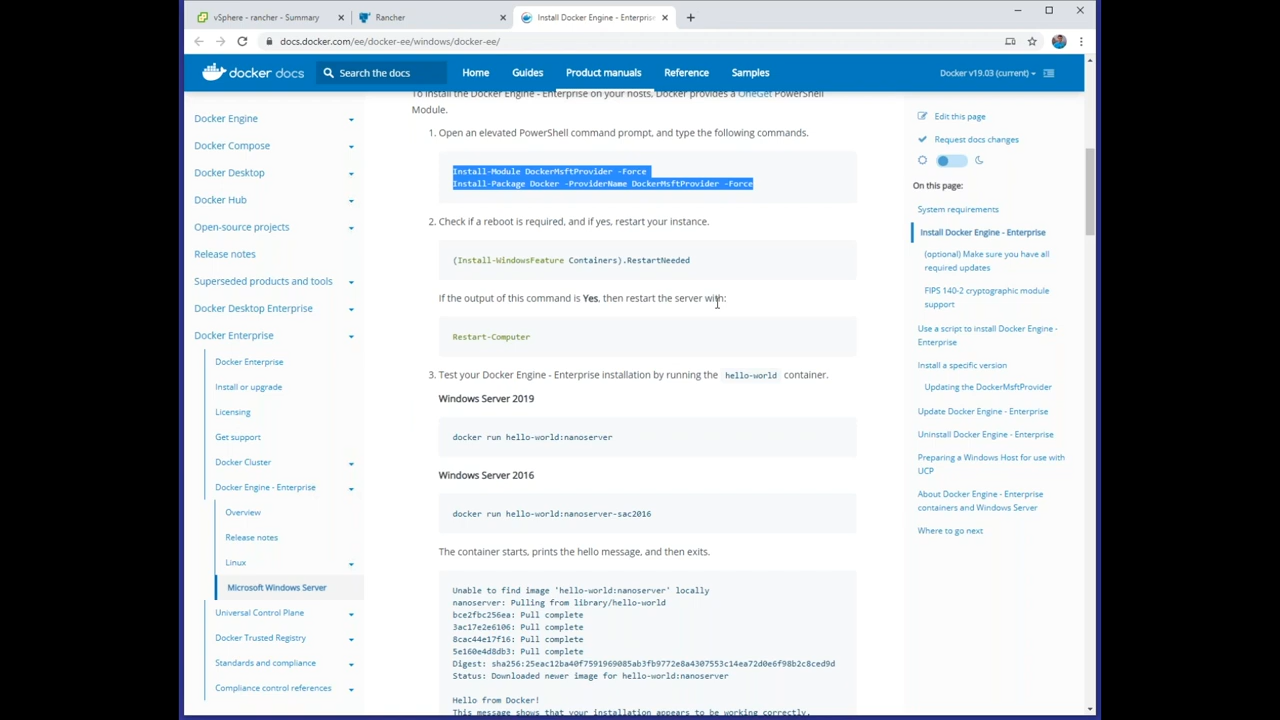 vSphere - rancher - Summary
Rancher
Install Docker Engine - Enterprise
docs.docker.com/ee/docker-ee/windows/docker-ee/
docker docs
Search the docs
Home
Guides
Product manuals
Reference
Samples
Docker v19.03 (current)
Docker Engine
Docker Compose
Docker Desktop
Docker Hub
Open-source projects
Release notes
Superseded products and tools
Docker Desktop Enterprise
Docker Enterprise
Docker Enterprise
Install or upgrade
Licensing
Get support
Docker Cluster
Docker Engine - Enterprise
Overview
Release notes
Linux
Microsoft Windows Server
Universal Control Plane
Docker Trusted Registry
Standards and compliance
Compliance control references
To install the Docker Engine - Enterprise on your hosts, Docker provides a OneGet PowerShell
Module.
1. Open an elevated PowerShell command prompt, and type the following commands.
Install-Module DockerMsftProvider -Force
Install-Package Docker -ProviderName DockerMsftProvider -Force
2. Check if a reboot is required, and if yes, restart your instance.
(Install-WindowsFeature Containers).RestartNeeded
If the output of this command is Yes, then restart the server with:
Restart-Computer
3. Test your Docker Engine - Enterprise installation by running the hello-world container.
Windows Server 2019
docker run hello-world:nanoserver
Windows Server 2016
docker run hello-world:nanoserver-sac2016
The container starts, prints the hello message, and then exits.
Unable to find image 'hello-world:nanoserver' locally
nanoserver: Pulling from library/hello-world
bce2fbc256ea: Pull complete
3ac17e2e6106: Pull complete
8cac44e17f16: Pull complete
5e160e4d8db3: Pull complete
Digest: sha256:25eac12ba40f7591969085ab3fb9772e8a4307553c14ea72d0e6f98b2c8ced9d
Status: Downloaded newer image for hello-world:nanoserver
Hello from Docker!
This message shows that your installation appears to be working correctly.
Edit this page
Request docs changes
On this page:
System requirements
Install Docker Engine - Enterprise
(optional) Make sure you have all
required updates
FIPS 140-2 cryptographic module
support
Use a script to install Docker Engine -
Enterprise
Install a specific version
Updating the DockerMsftProvider
Update Docker Engine - Enterprise
Uninstall Docker Engine - Enterprise
Preparing a Windows Host for use with
UCP
About Docker Engine - Enterprise
containers and Windows Server
Where to go next